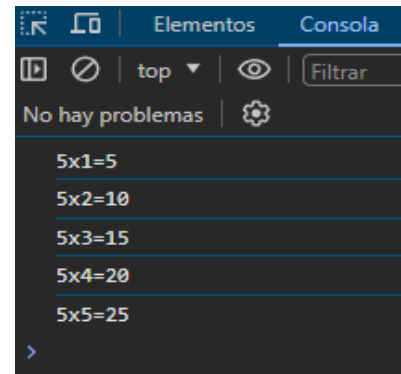 Elementos Consola
top Filtrar
No hay problemas
5x1=5
5x2=10
5x3=15
5x4=20
5x5=25